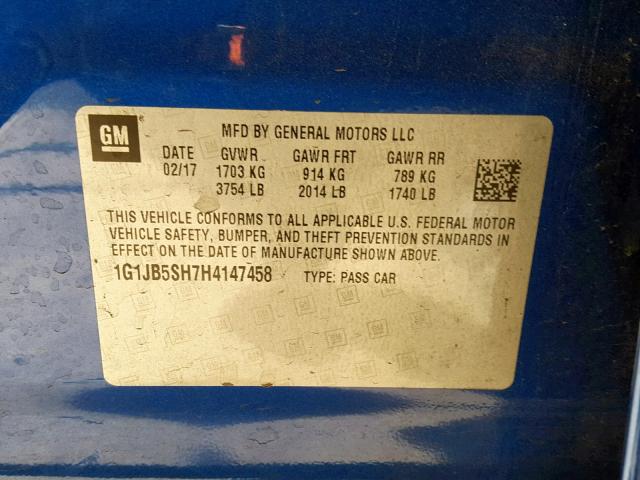 GM
MFD BY GENERAL MOTORS LLC
DATE GVWR GAWR FRT GAWR RR
02/17 1703 KG 914 KG 789 KG
3754 LB 2014 LB 1740 LB
THIS VEHICLE CONFORMS TO ALL APPLICABLE U.S. FEDERAL MOTOR
VEHICLE SAFETY, BUMPER, AND THEFT PREVENTION STANDARDS IN
EFFECT ON THE DATE OF MANUFACTURE SHOWN ABOVE.
1G1JB5SH7H4147458 TYPE: PASS CAR